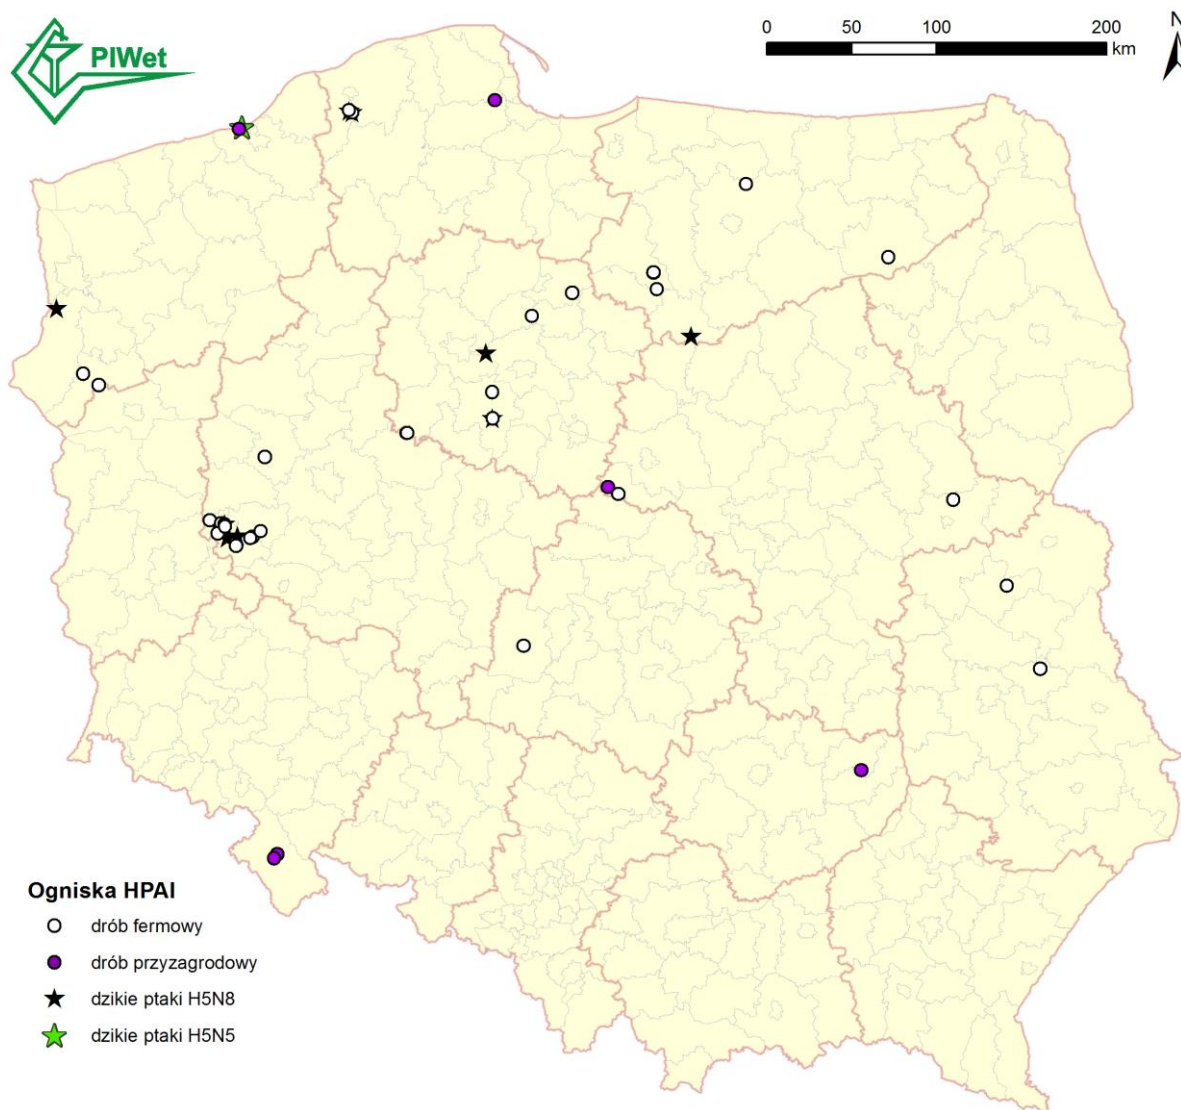 PIWet
0 50 100 200
km
N
Ogniska HPAI
drób fermowy
drób przyzagrodowy
dzikie ptaki H5N8
dzikie ptaki H5N5